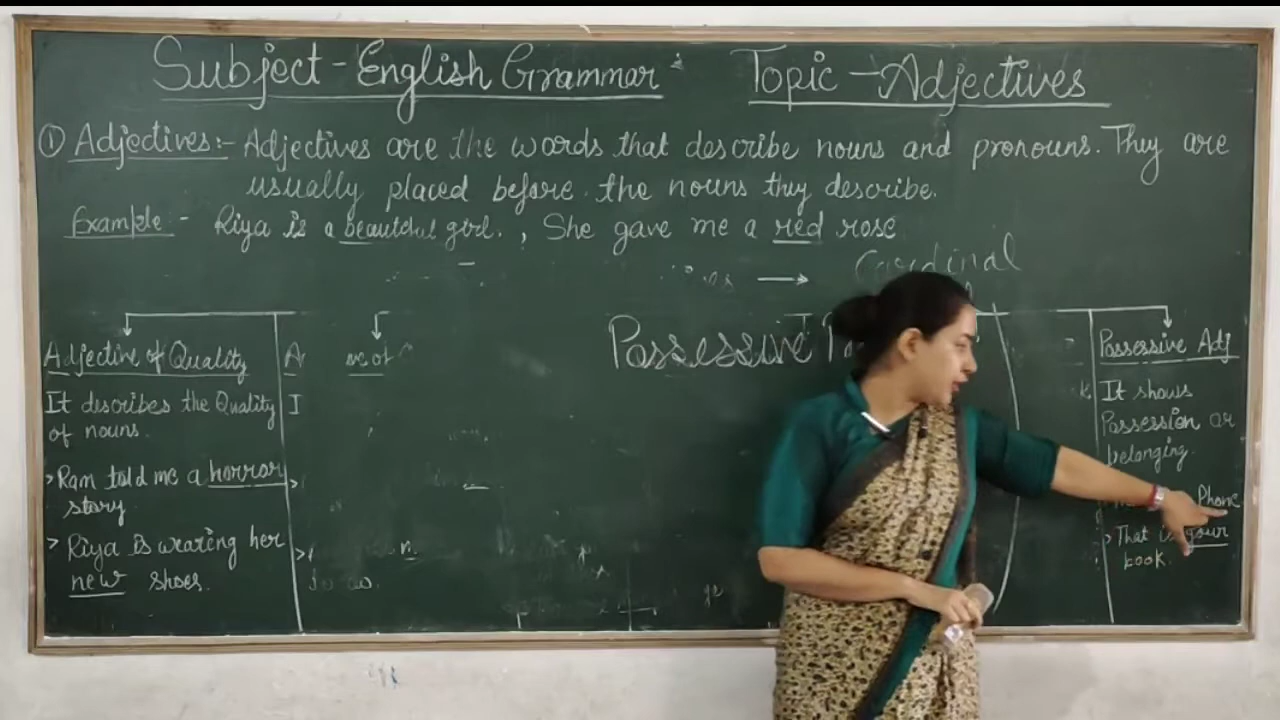 Subject - English Grammar Topic - Adjectives
① Adjectives:- Adjectives are the words that describe nouns and pronouns. They are
usually placed before the nouns they describe.
Example - Riya is a beautiful girl. , She gave me a red rose
→ Cardinal
Possessive
Adjective of Quality
It describes the Quality
of nouns.
> Ram told me a horror
story
> Riya is wearing her
new shoes.
Possessive Adj
It shows
Possession or
belonging.
Phone
> That is your
book.